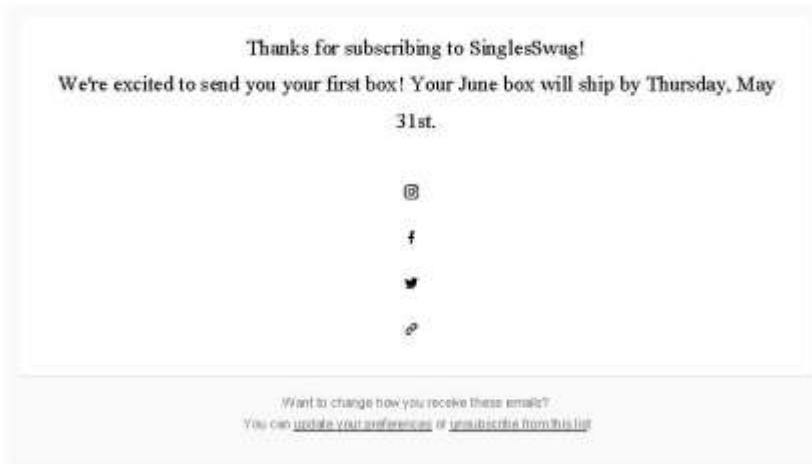 Thanks for subscribing to SinglesSwag!
We're excited to send you your first box! Your June box will ship by Thursday, May
31st.
Want to change how you receive these emails?
You can update your preferences or unsubscribe from this list